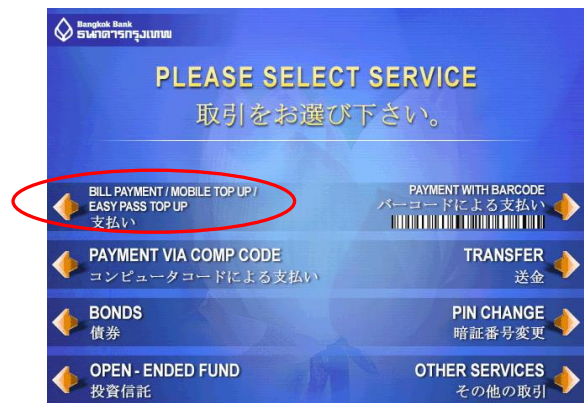 Bangkok Bank
ธนาคารกรุงเทพ
PLEASE SELECT SERVICE
取引をお選び下さい。
BILL PAYMENT / MOBILE TOP UP /
EASY PASS TOP UP
支払い
PAYMENT WITH BARCODE
バーコードによる支払い
PAYMENT VIA COMP CODE
コンピュータコードによる支払い
TRANSFER
送金
BONDS
債券
PIN CHANGE
暗証番号変更
OPEN - ENDED FUND
投資信託
OTHER SERVICES
その他の取引